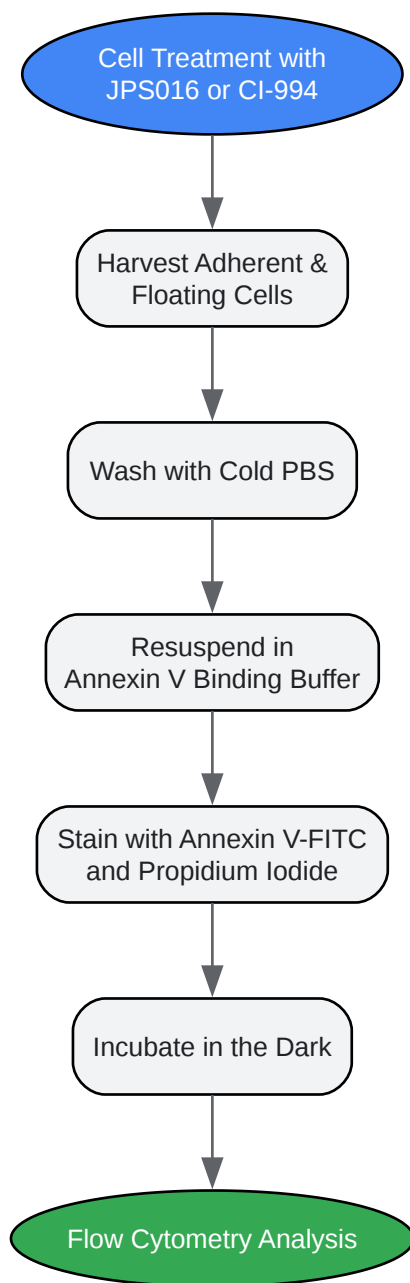 Cell Treatment with
JPS016 or CI-994
Harvest Adherent &
Floating Cells
Wash with Cold PBS
Resuspend in
Annexin V Binding Buffer
Stain with Annexin V-FITC
and Propidium Iodide
Incubate in the Dark
Flow Cytometry Analysis